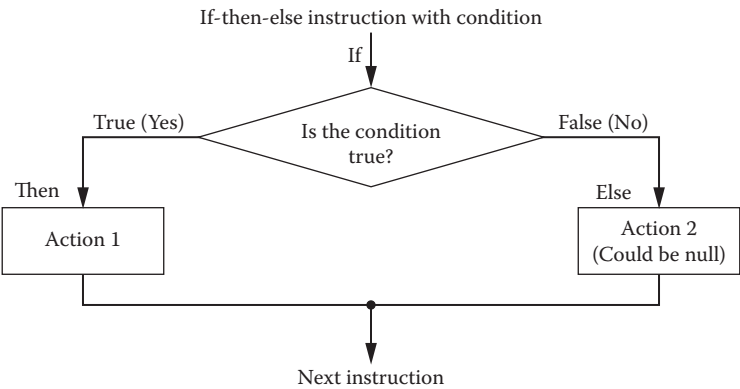 If-then-else instruction with condition
If
True (Yes)
False (No)
Is the condition
true?
Then
Else
Action 1
Action 2
(Could be null)
Next instruction